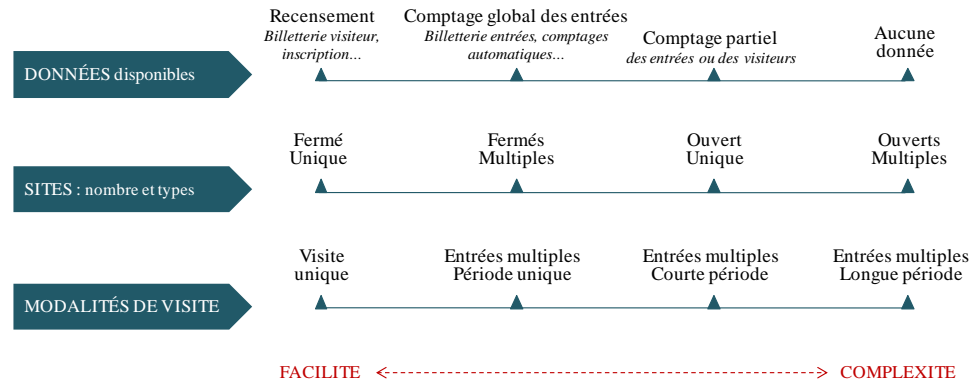 Recensement
Billetterie visiteur,
inscription…
Comptage global des entrées
Billetterie entrées, comptages
automatiques…
Comptage partiel
des entrées ou des visiteurs
Aucune
donnée
DONNÉES disponibles
Fermé
Unique
Fermés
Multiples
Ouvert
Unique
Ouverts
Multiples
SITES : nombre et types
Visite
unique
Entrées multiples
Période unique
Entrées multiples
Courte période
Entrées multiples
Longue période
MODALITÉS DE VISITE
FACILITE
COMPLEXITE